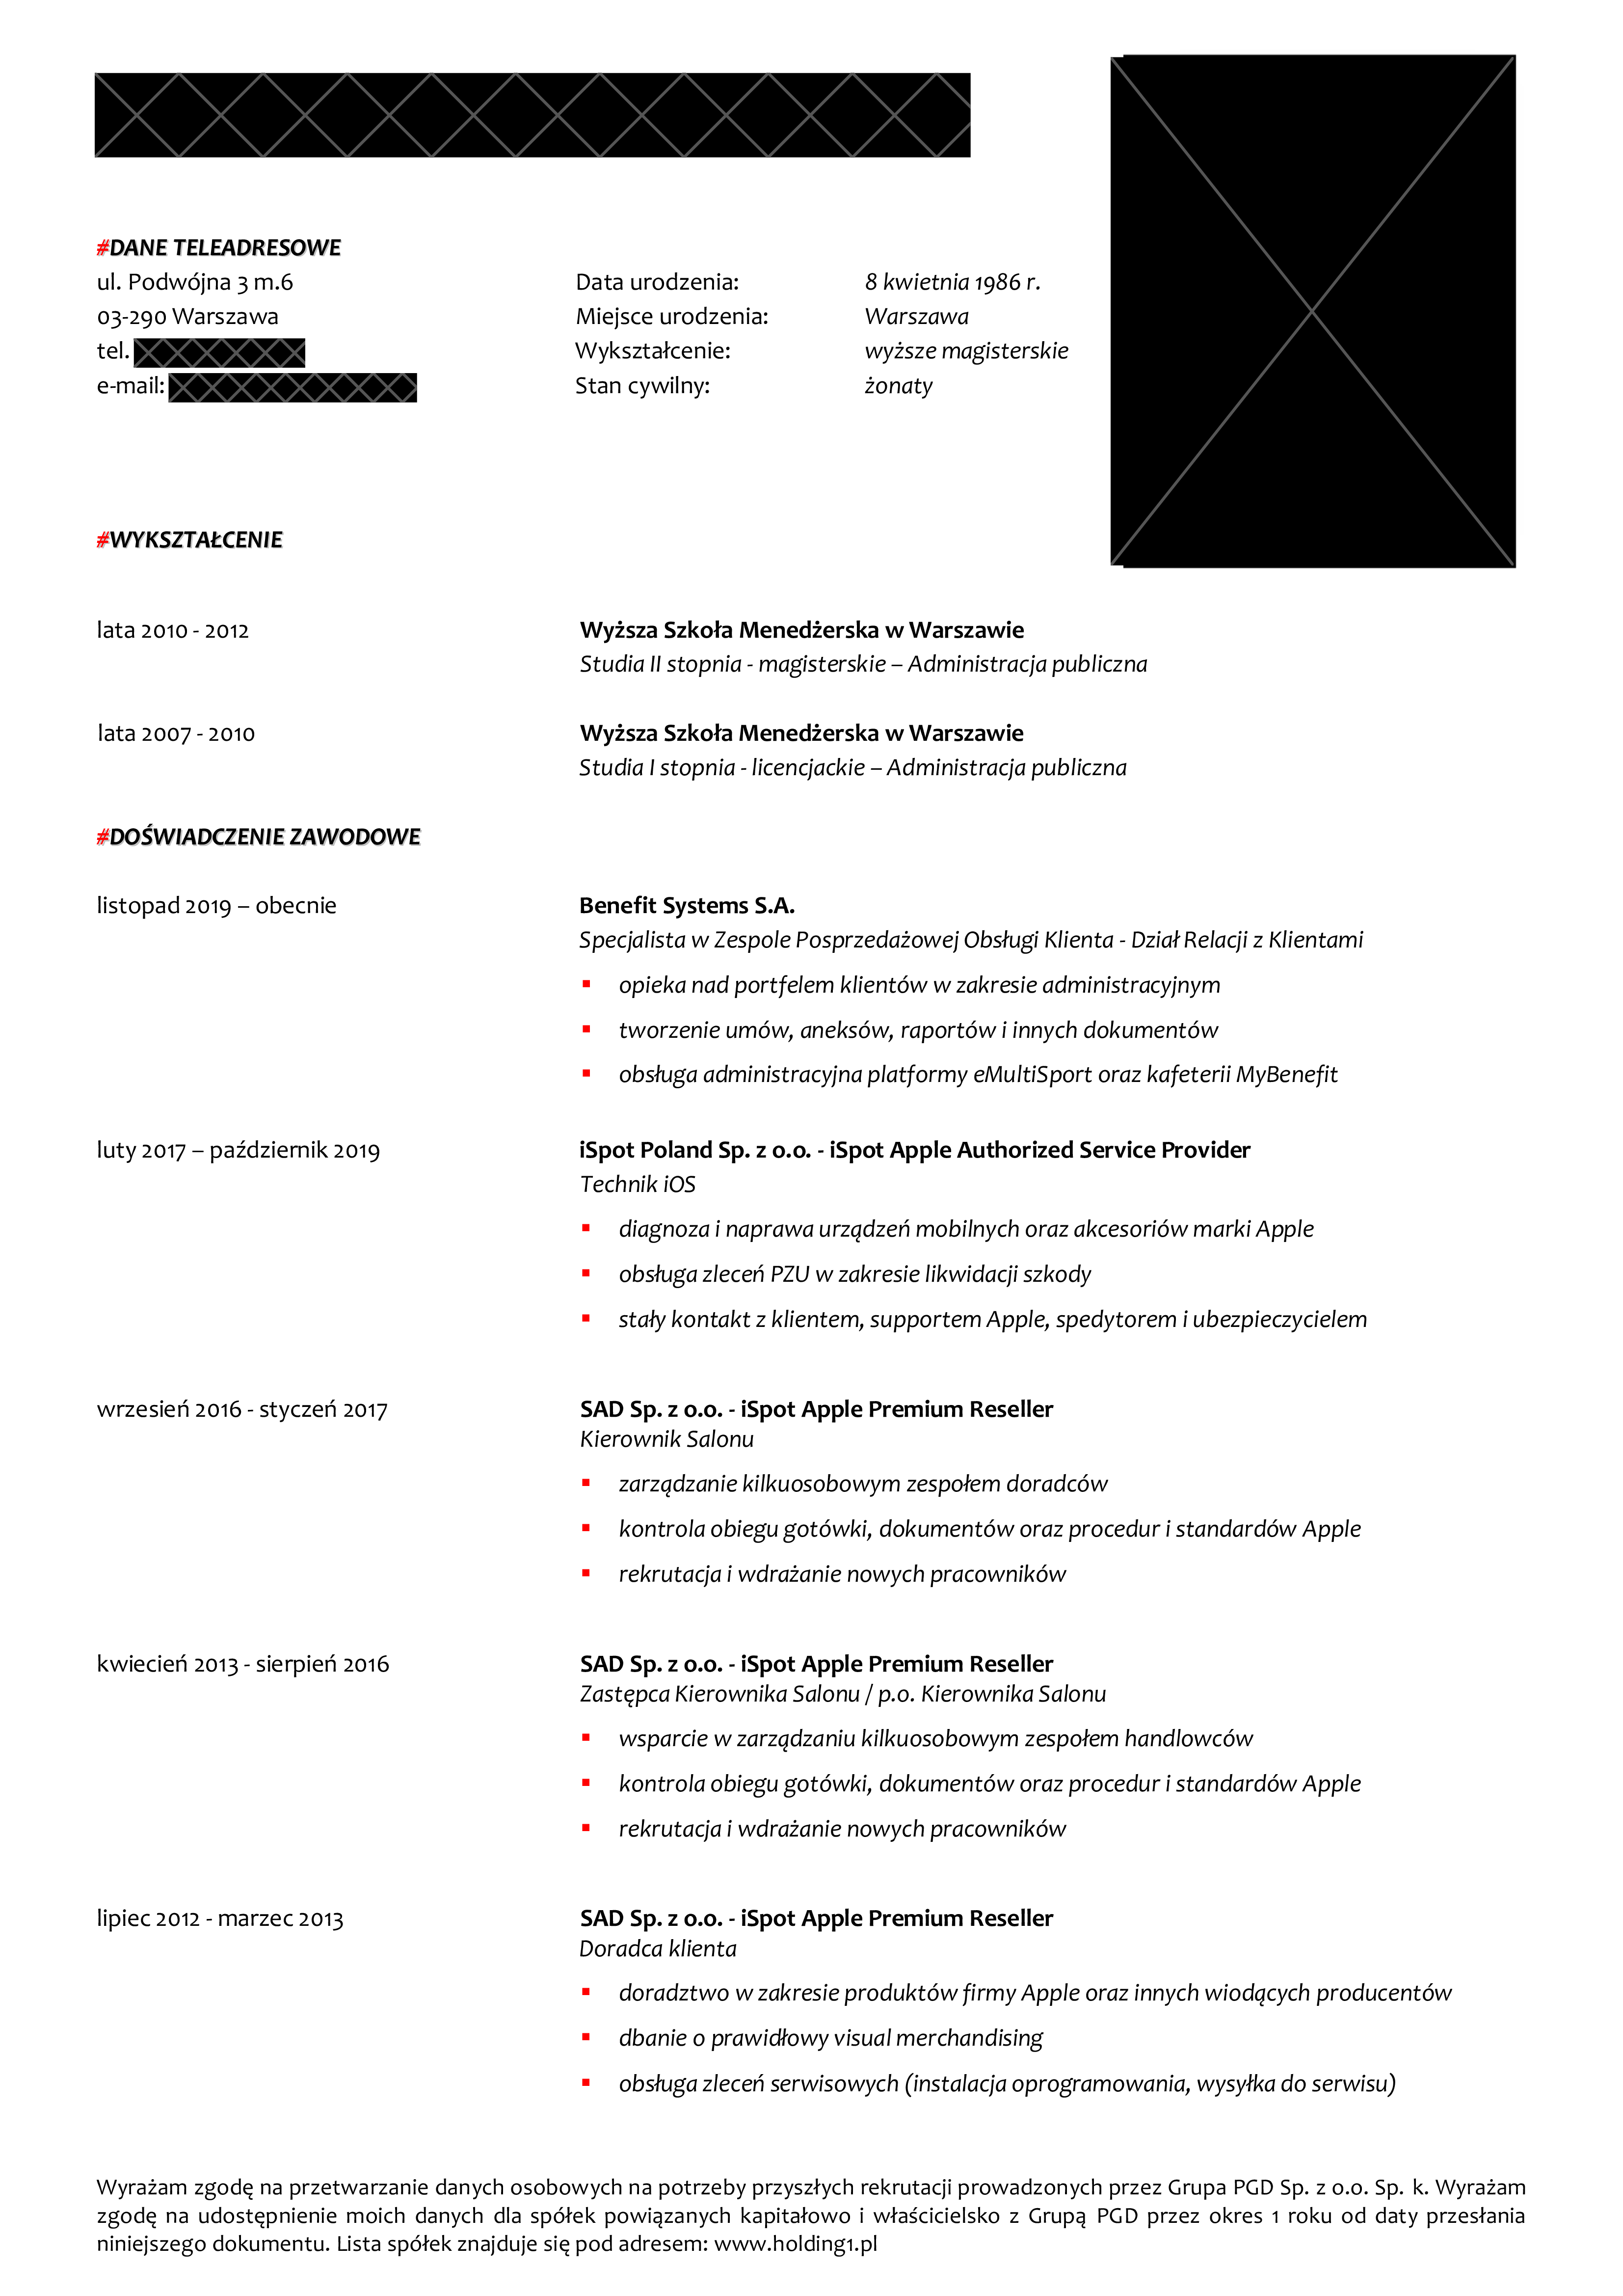 #DANE TELEADRESOWE
ul. Podwójna 3 m.6 Data urodzenia: 8 kwietnia 1986 r.
03-290 Warszawa Miejsce urodzenia: Warszawa
tel. Wykształcenie: wyższe magisterskie
e-mail: Stan cywilny: żonaty
#WYKSZTAŁCENIE
lata 2010 - 2012 Wyższa Szkoła Menedżerska w Warszawie
Studia II stopnia - magisterskie – Administracja publiczna
lata 2007 - 2010 Wyższa Szkoła Menedżerska w Warszawie
Studia I stopnia - licencjackie – Administracja publiczna
#DOŚWIADCZENIE ZAWODOWE
listopad 2019 – obecnie Benefit Systems S.A.
Specjalista w Zespole Posprzedażowej Obsługi Klienta - Dział Relacji z Klientami
▪ opieka nad portfelem klientów w zakresie administracyjnym
▪ tworzenie umów, aneksów, raportów i innych dokumentów
▪ obsługa administracyjna platformy eMultiSport oraz kafeterii MyBenefit
luty 2017 – październik 2019 iSpot Poland Sp. z o.o. - iSpot Apple Authorized Service Provider
Technik iOS
▪ diagnoza i naprawa urządzeń mobilnych oraz akcesoriów marki Apple
▪ obsługa zleceń PZU w zakresie likwidacji szkody
▪ stały kontakt z klientem, supportem Apple, spedytorem i ubezpieczycielem
wrzesień 2016 - styczeń 2017 SAD Sp. z o.o. - iSpot Apple Premium Reseller
Kierownik Salonu
▪ zarządzanie kilkuosobowym zespołem doradców
▪ kontrola obiegu gotówki, dokumentów oraz procedur i standardów Apple
▪ rekrutacja i wdrażanie nowych pracowników
kwiecień 2013 - sierpień 2016 SAD Sp. z o.o. - iSpot Apple Premium Reseller
Zastępca Kierownika Salonu / p.o. Kierownika Salonu
▪ wsparcie w zarządzaniu kilkuosobowym zespołem handlowców
▪ kontrola obiegu gotówki, dokumentów oraz procedur i standardów Apple
▪ rekrutacja i wdrażanie nowych pracowników
lipiec 2012 - marzec 2013 SAD Sp. z o.o. - iSpot Apple Premium Reseller
Doradca klienta
▪ doradztwo w zakresie produktów firmy Apple oraz innych wiodących producentów
▪ dbanie o prawidłowy visual merchandising
▪ obsługa zleceń serwisowych (instalacja oprogramowania, wysyłka do serwisu)
Wyrażam zgodę na przetwarzanie danych osobowych na potrzeby przyszłych rekrutacji prowadzonych przez Grupa PGD Sp. z o.o. Sp. k. Wyrażam
zgodę na udostępnienie moich danych dla spółek powiązanych kapitałowo i właścicielsko z Grupą PGD przez okres 1 roku od daty przesłania
niniejszego dokumentu. Lista spółek znajduje się pod adresem: www.holding1.pl